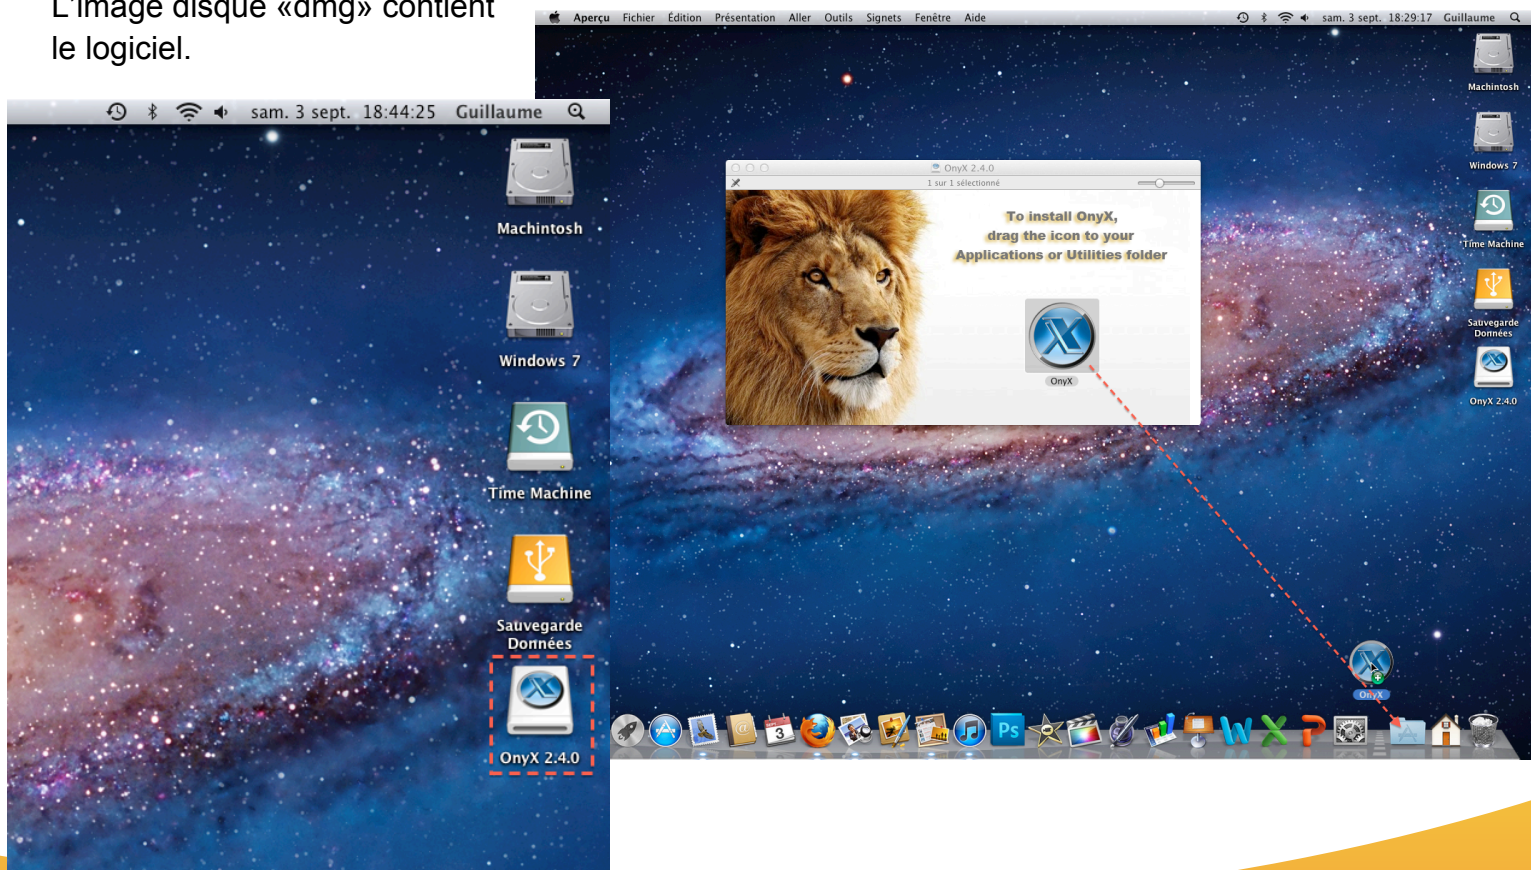 L'image disque «dmg» contient
le logiciel.
sam. 3 sept. 18:44:25 Guillaume
Machintosh
Windows 7
Time Machine
Sauvegarde
Données
OnyX 2.4.0
Aperçu Fichier Édition Présentation Aller Outils Signets Fenêtre Aide
sam. 3 sept. 18:29:17 Guillaume
OnyX 2.4.0
1 sur 1 sélectionné
To install OnyX,
drag the icon to your
Applications or Utilities folder
OnyX
Machintosh
Windows 7
Time Machine
Sauvegarde
Données
OnyX 2.4.0
OnyX
3
Ps